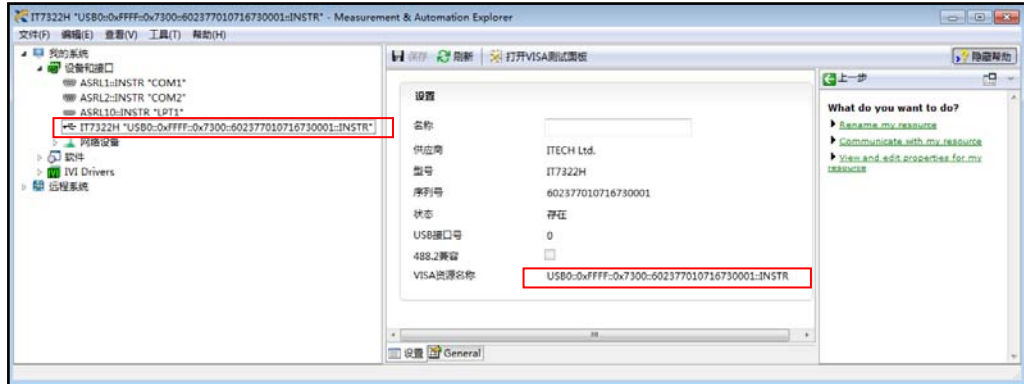 IT7322H "USB0::0xFFFF::0x7300::602377010716730001::INSTR" - Measurement & Automation Explorer
文件(F) 编辑(E) 查看(V) 工具(T) 帮助(H)
我的系统
设备和接口
ASRL1::INSTR "COM1"
ASRL2::INSTR "COM2"
ASRL10::INSTR "LPT1"
IT7322H "USB0::0xFFFF::0x7300::602377010716730001::INSTR"
网络设备
软件
IVI Drivers
远程系统
保存 刷新 打开VISA测试面板 隐藏帮助
设置
名称
供应商 ITECH Ltd.
型号 IT7322H
序列号 602377010716730001
状态 存在
USB接口号 0
488.2兼容
VISA资源名称 USB0::0xFFFF::0x7300::602377010716730001::INSTR
设置 General
上一步
What do you want to do?
Rename my resource
Communicate with my resource
View and edit properties for my
resource